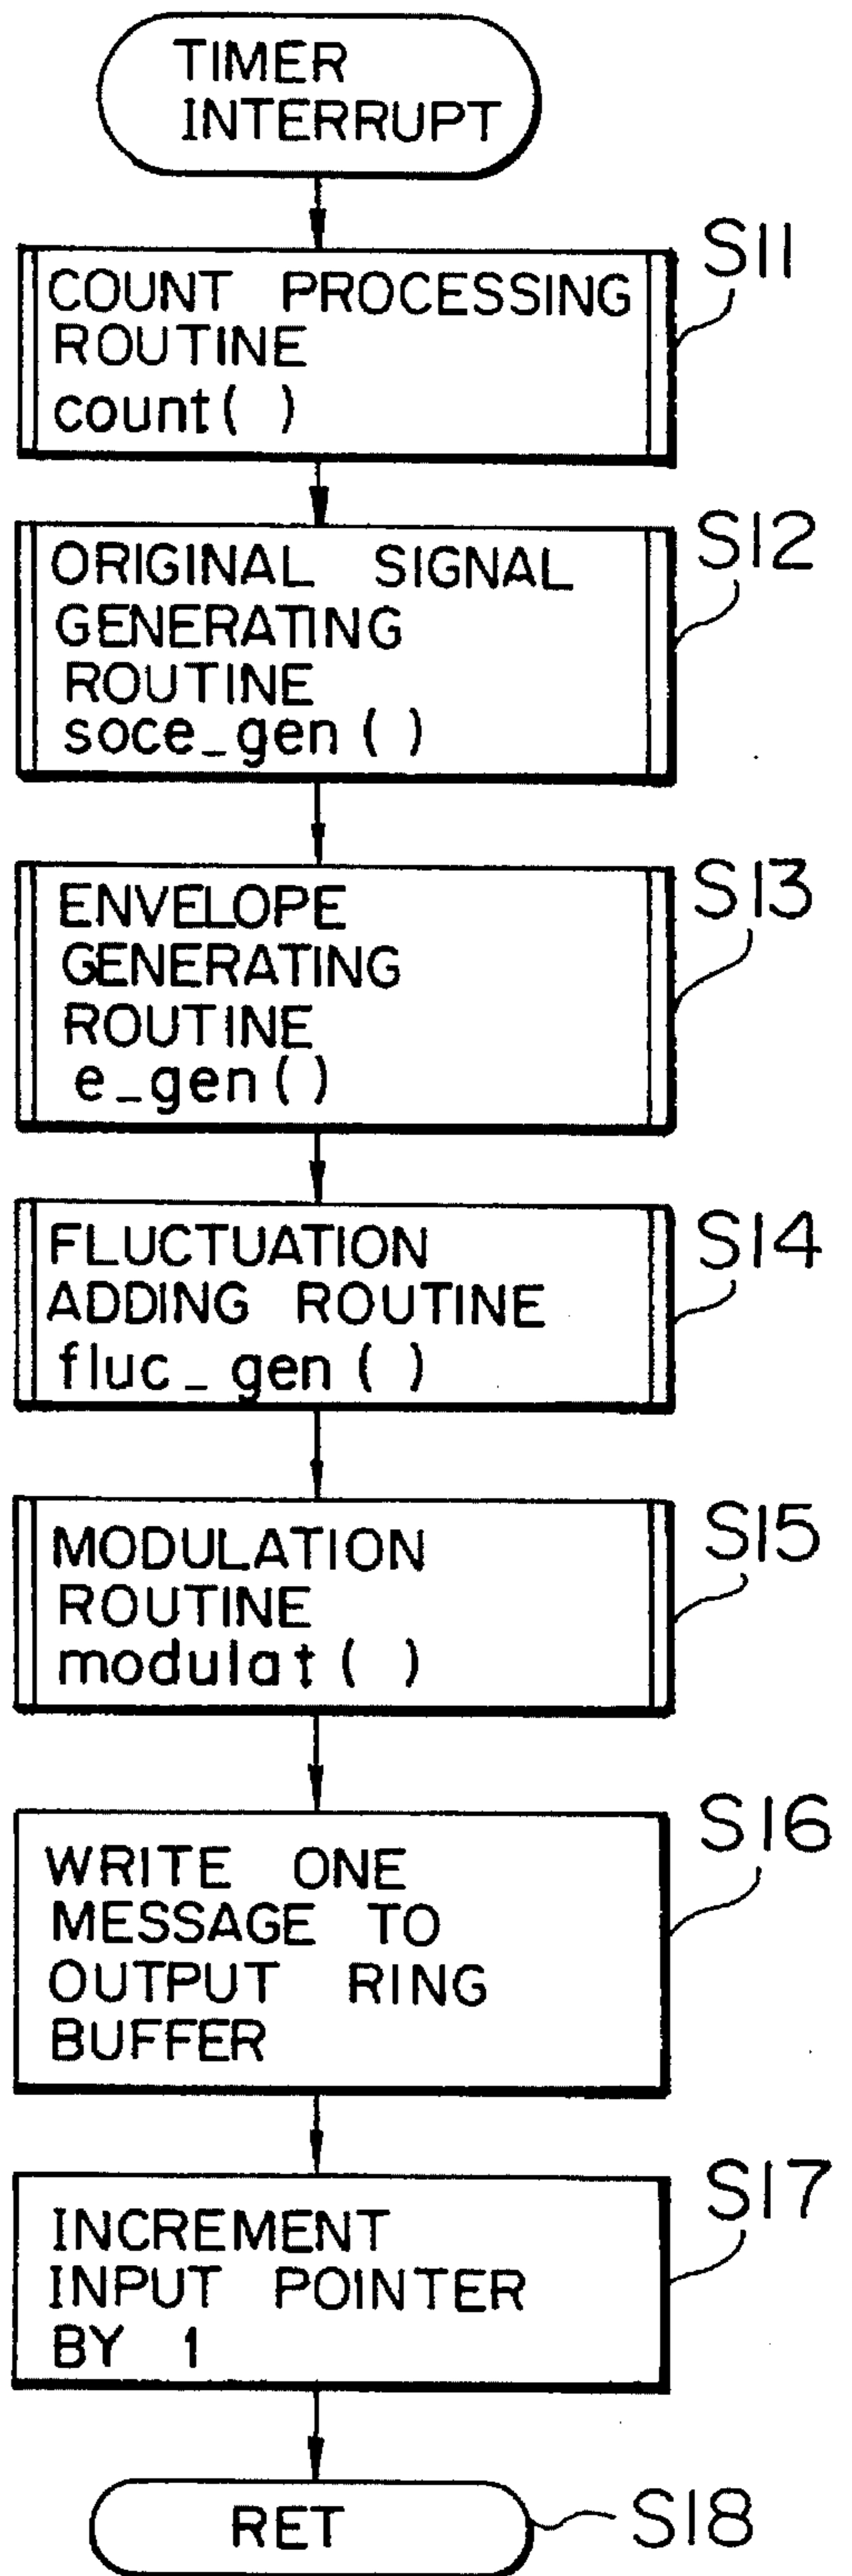 TIMER
INTERRUPT
S11
COUNT PROCESSING
ROUTINE
count( )
S12
ORIGINAL SIGNAL
GENERATING
ROUTINE
soce_gen ( )
S13
ENVELOPE
GENERATING
ROUTINE
e_gen()
S14
FLUCTUATION
ADDING ROUTINE
fluc_gen ( )
S15
MODULATION
ROUTINE
modulat ( )
S16
WRITE ONE
MESSAGE TO
OUTPUT RING
BUFFER
S17
INCREMENT
INPUT POINTER
BY 1
RET
S18